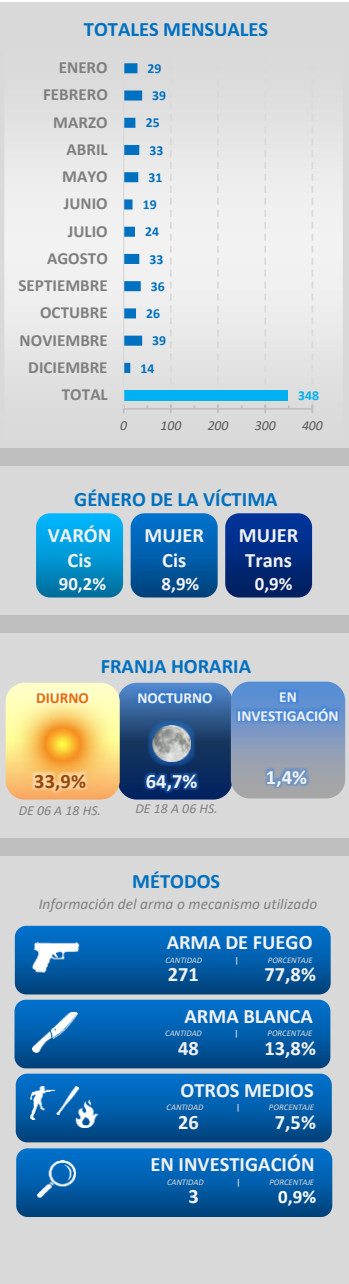 TOTALES MENSUALES
ENERO 29
FEBRERO 39
MARZO 25
ABRIL 33
MAYO 31
JUNIO 19
JULIO 24
AGOSTO 33
SEPTIEMBRE 36
OCTUBRE 26
NOVIEMBRE 39
DICIEMBRE 14
TOTAL 348
0 100 200 300 400
GÉNERO DE LA VÍCTIMA
VARÓN
Cis
90,2%
MUJER
Cis
8,9%
MUJER
Trans
0,9%
FRANJA HORARIA
DIURNO
33,9%
DE 06 A 18 HS.
NOCTURNO
64,7%
DE 18 A 06 HS.
EN
INVESTIGACIÓN
1,4%
MÉTODOS
Información del arma o mecanismo utilizado
ARMA DE FUEGO
CANTIDAD | PORCENTAJE
271 77,8%
ARMA BLANCA
CANTIDAD | PORCENTAJE
48 13,8%
OTROS MEDIOS
CANTIDAD | PORCENTAJE
26 7,5%
EN INVESTIGACIÓN
CANTIDAD | PORCENTAJE
3 0,9%